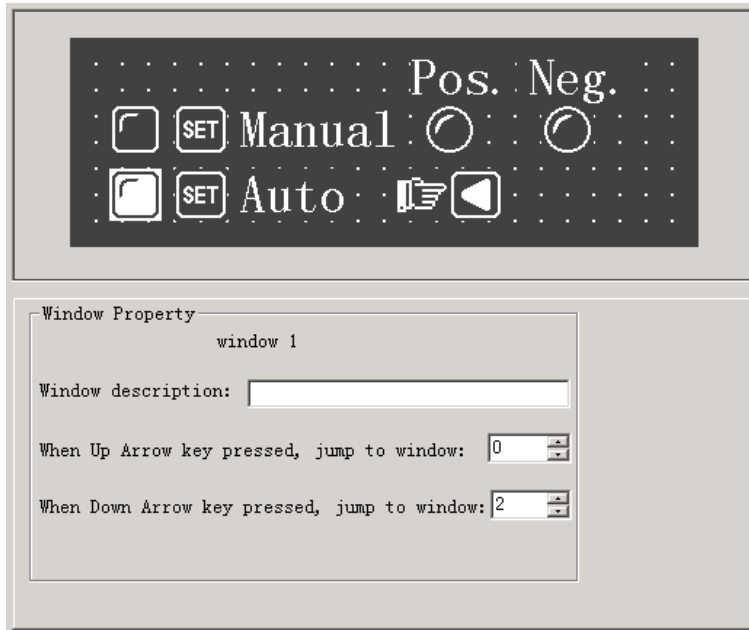 Pos. Neg.
SET Manual
SET Auto
Window Property
window 1
Window description:
When Up Arrow key pressed, jump to window: 0
When Down Arrow key pressed, jump to window: 2